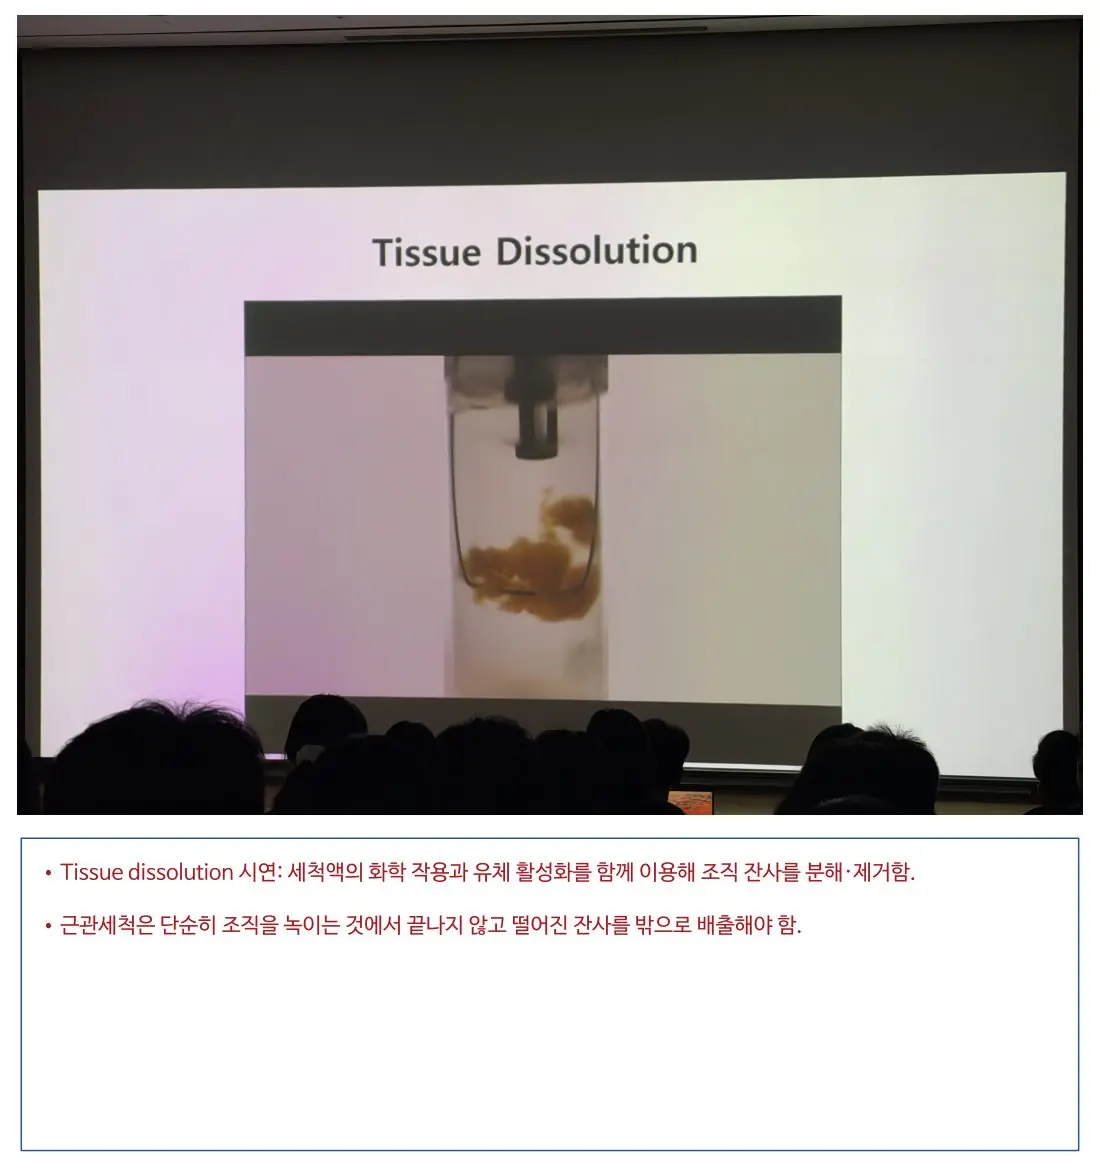 Tissue Dissolution
• Tissue dissolution 시연: 세척액의 화학 작용과 유체 활성화를 함께 이용해 조직 잔사를 분해·제거함.
• 근관세척은 단순히 조직을 녹이는 것에서 끝나지 않고 떨어진 잔사를 밖으로 배출해야 함.